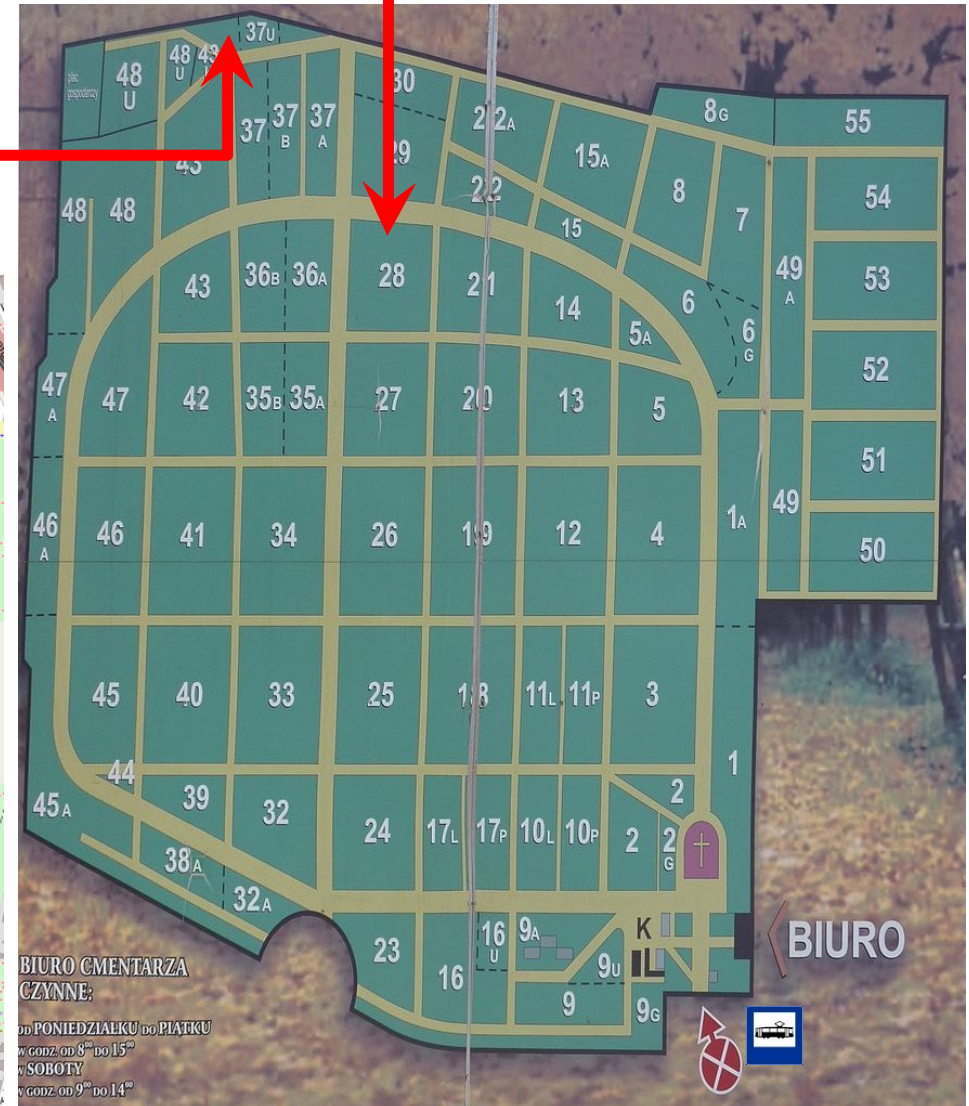 37U
48
U
48
U
43
plac
gospodarczy
37
37
B
37
A
30
29
22A
22
15A
15
8G
8
7
55
54
53
52
51
50
49
A
49
48
48
43
43
36B
36A
28
21
14
5A
6
6
G
47
A
47
42
35B
35A
27
20
13
5
46
A
46
41
34
26
19
12
4
1A
45
40
33
25
18
11L
11P
3
1
44
45A
39
32
24
17L
17P
10L
10P
2
2
2
G
38A
32A
23
16
16
U
9A
9U
9
9G
K
BIURO
BIURO CMENTARZA
CZYNNE:
OD PONIEDZIAŁKU DO PIĄTKU
W GODZ. OD 8⁰⁰ DO 15⁰⁰
W SOBOTY
W GODZ. OD 9⁰⁰ DO 14⁰⁰